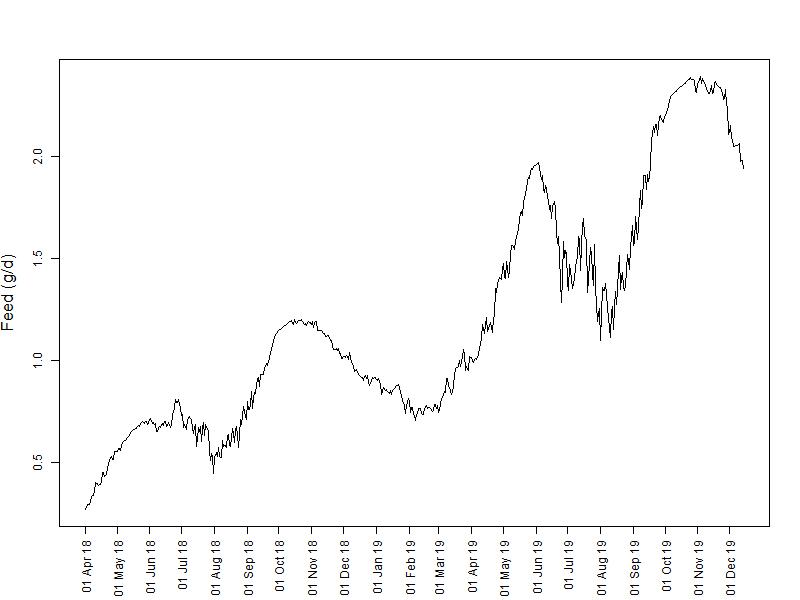 Feed (g/d)
2.0
1.5
1.0
0.5
01 Apr 18
01 May 18
01 Jun 18
01 Jul 18
01 Aug 18
01 Sep 18
01 Oct 18
01 Nov 18
01 Dec 18
01 Jan 19
01 Feb 19
01 Mar 19
01 Apr 19
01 May 19
01 Jun 19
01 Jul 19
01 Aug 19
01 Sep 19
01 Oct 19
01 Nov 19
01 Dec 19